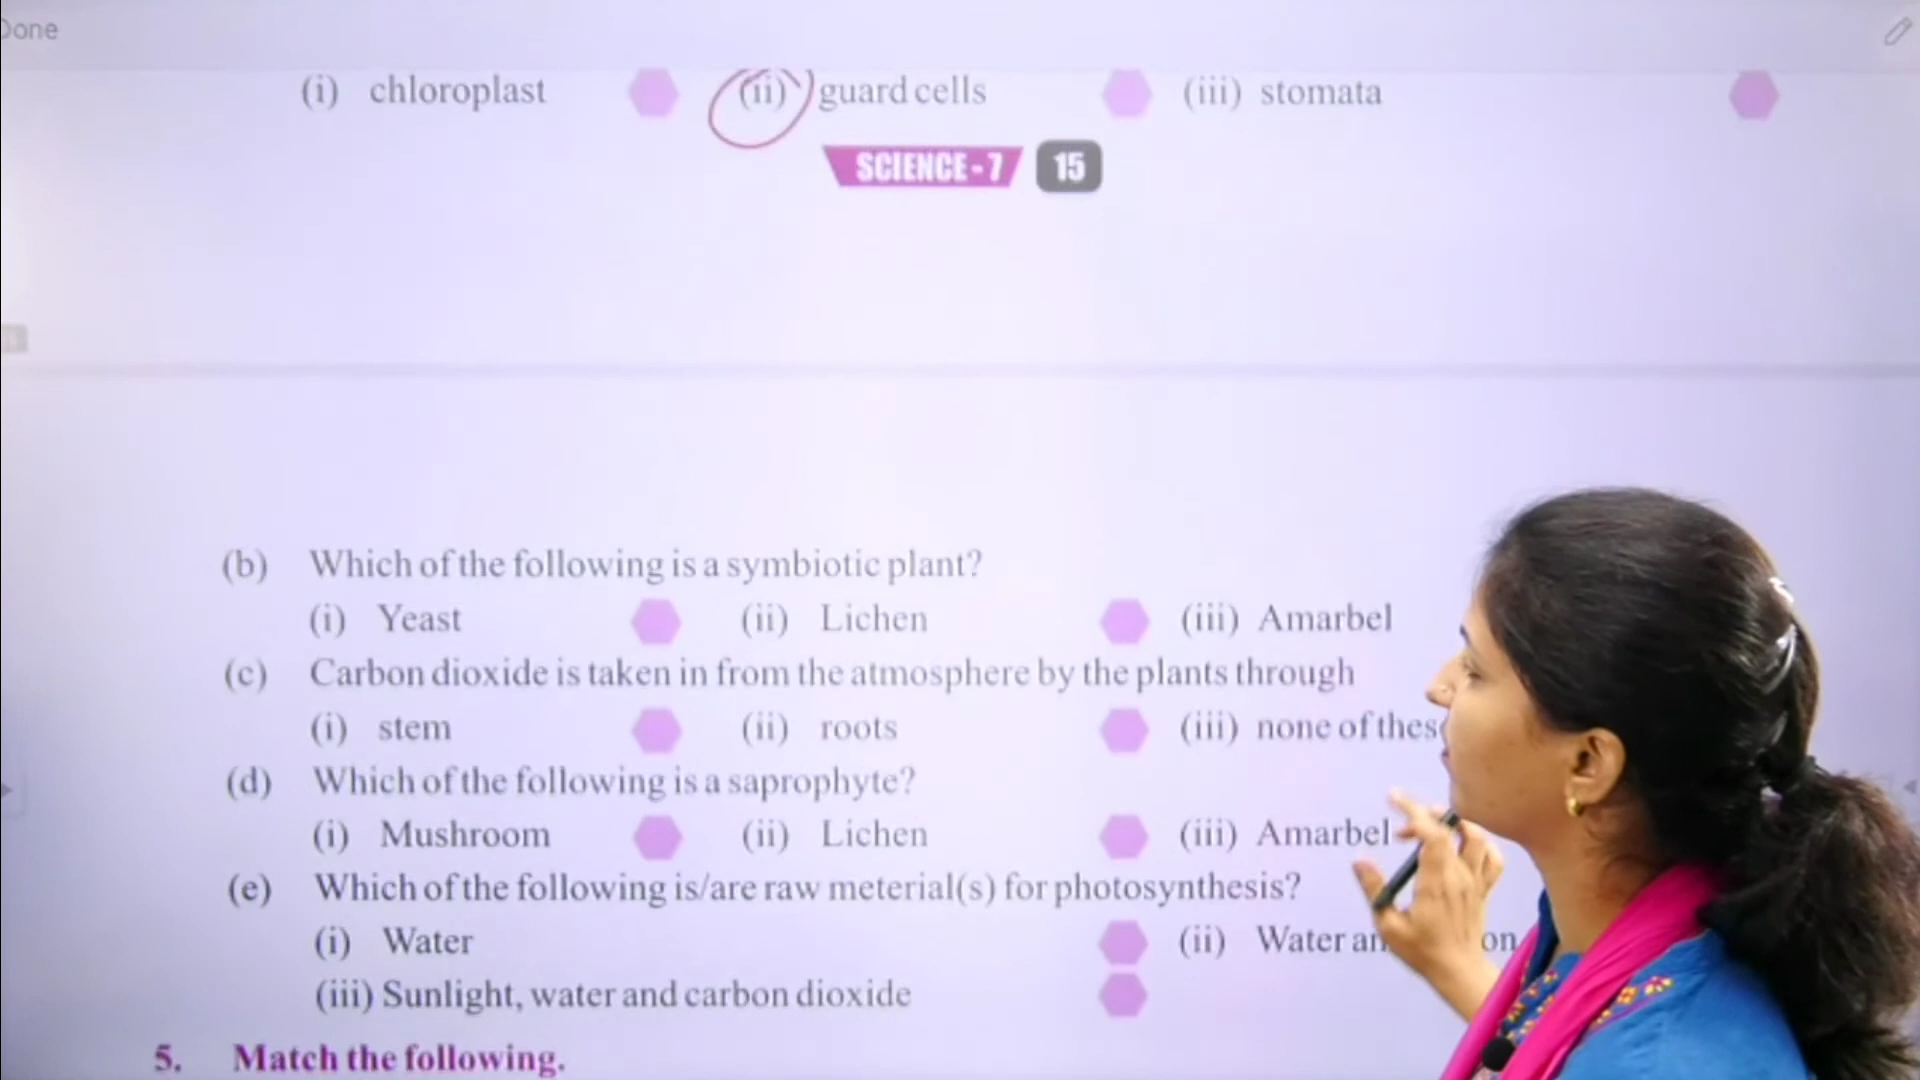 Done
(i) chloroplast (ii) guard cells (iii) stomata
SCIENCE - 7 15
(b) Which of the following is a symbiotic plant?
(i) Yeast (ii) Lichen (iii) Amarbel
(c) Carbon dioxide is taken in from the atmosphere by the plants through
(i) stem (ii) roots (iii) none of thes
(d) Which of the following is a saprophyte?
(i) Mushroom (ii) Lichen (iii) Amarbel
(e) Which of the following is/are raw meterial(s) for photosynthesis?
(i) Water (ii) Water an on
(iii) Sunlight, water and carbon dioxide
5. Match the following.